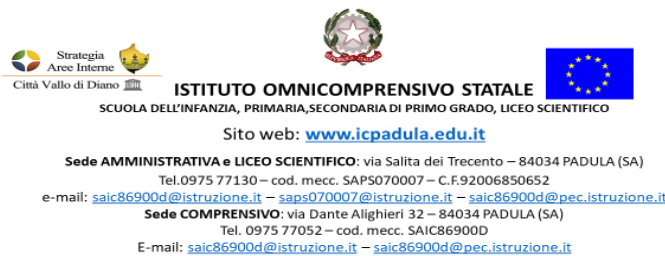 Strategia
Aree Interne
Città Vallo di Diano
ISTITUTO OMNICOMPRENSIVO STATALE
SCUOLA DELL'INFANZIA, PRIMARIA,SECONDARIA DI PRIMO GRADO, LICEO SCIENTIFICO
Sito web: www.icpadula.edu.it
Sede AMMINISTRATIVA e LICEO SCIENTIFICO: via Salita dei Trecento – 84034 PADULA (SA)
Tel.0975 77130 – cod. mecc. SAPS070007 – C.F.92006850652
e-mail: saic86900d@istruzione.it – saps070007@istruzione.it – saic86900d@pec.istruzione.it
Sede COMPRENSIVO: via Dante Alighieri 32 – 84034 PADULA (SA)
Tel. 0975 77052 – cod. mecc. SAIC86900D
E-mail: saic86900d@istruzione.it – saic86900d@pec.istruzione.it